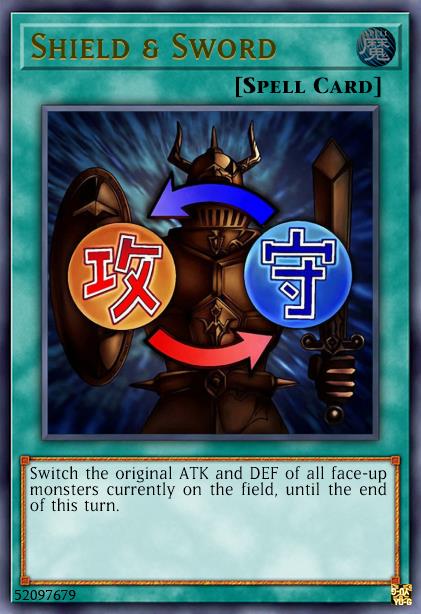 Shield & Sword
魔
[Spell Card]
攻 守
Switch the original ATK and DEF of all face-up
monsters currently on the field, until the end
of this turn.
52097679